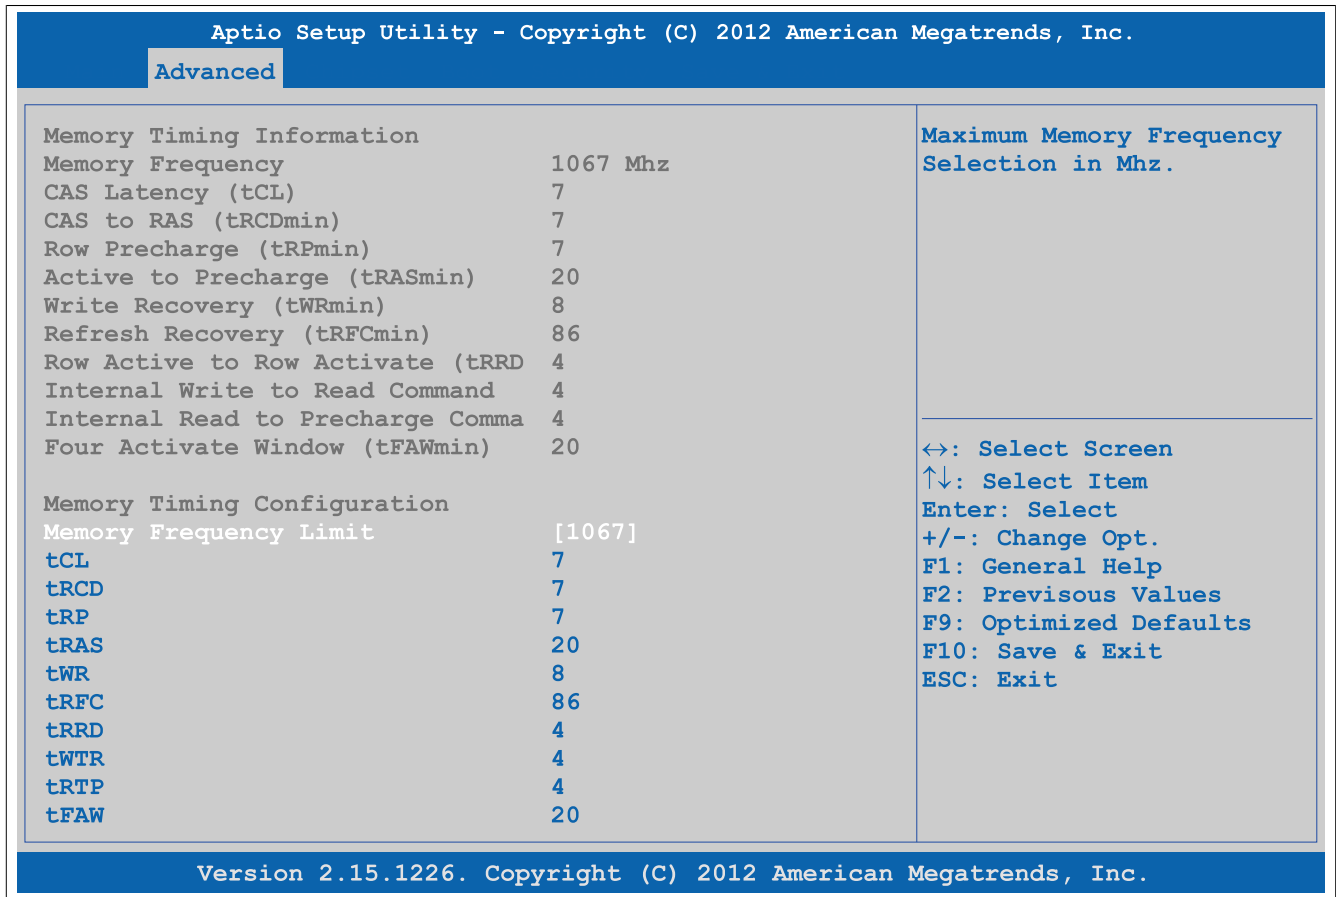 Aptio Setup Utility - Copyright (C) 2012 American Megatrends, Inc.
Advanced
Memory Timing Information
Memory Frequency 1067 Mhz
CAS Latency (tCL) 7
CAS to RAS (tRCDmin) 7
Row Precharge (tRPmin) 7
Active to Precharge (tRASmin) 20
Write Recovery (tWRmin) 8
Refresh Recovery (tRFCmin) 86
Row Active to Row Activate (tRRD 4
Internal Write to Read Command 4
Internal Read to Precharge Comma 4
Four Activate Window (tFAWmin) 20
Memory Timing Configuration
Memory Frequency Limit [1067]
tCL 7
tRCD 7
tRP 7
tRAS 20
tWR 8
tRFC 86
tRRD 4
tWTR 4
tRTP 4
tFAW 20
Maximum Memory Frequency
Selection in Mhz.
↔: Select Screen
↑↓: Select Item
Enter: Select
+/-: Change Opt.
F1: General Help
F2: Previsous Values
F9: Optimized Defaults
F10: Save & Exit
ESC: Exit
Version 2.15.1226. Copyright (C) 2012 American Megatrends, Inc.